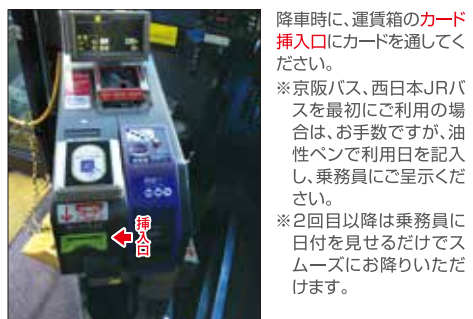 降車時に、運賃箱のカード
挿入口にカードを通してく
ださい。
※京阪バス、西日本JRバ
スを最初にご利用の場
合は、お手数ですが、油
性ペンで利用日を記入
し、乗務員にご呈示くだ
さい。
※2回目以降は乗務員に
日付を見せるだけでス
ムーズにお降りいただ
けます。
挿入口